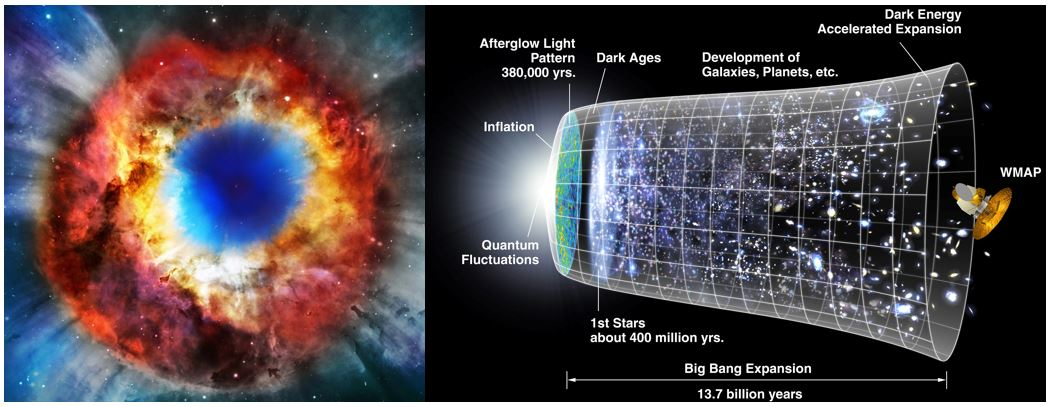 Dark Energy
Accelerated Expansion
Afterglow Light
Pattern
380,000 yrs.
Dark Ages
Development of
Galaxies, Planets, etc.
Inflation
WMAP
Quantum
Fluctuations
1st Stars
about 400 million yrs.
Big Bang Expansion
13.7 billion years